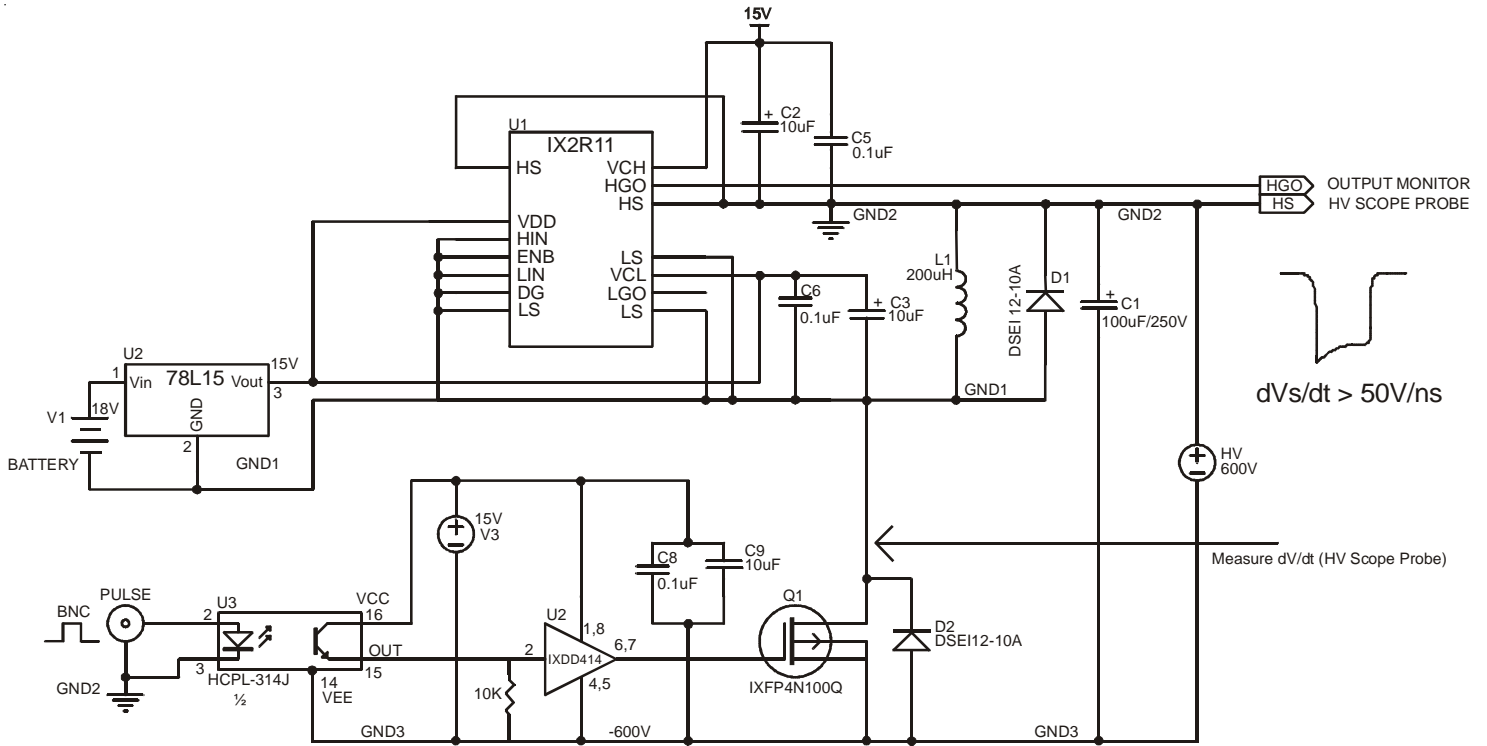 15V
+ C2
10uF
C5
0.1uF
U1
IX2R11
HS
VCH
HGO
HS
VDD
HIN
ENB
LIN
DG
LS
LS
VCL
LGO
LS
GND2
GND2
HGO OUTPUT MONITOR
HS HV SCOPE PROBE
C6
0.1uF
+ C3
10uF
L1
200uH
DSEI 12-10A
D1
+
C1
100uF/250V
dVs/dt > 50V/ns
U2
1 Vin 78L15 Vout 3
15V
GND
2
V1
18V
BATTERY
GND1
GND1
HV
600V
15V
V3
C8
0.1uF
C9
10uF
Measure dV/dt (HV Scope Probe)
PULSE
BNC
GND2
U3
2
3
VCC
16
OUT
15
14
VEE
HCPL-314J
½
10K
U2
2
IXDD414
1,8
6,7
4,5
Q1
IXFP4N100Q
D2
DSEI12-10A
GND3
-600V
GND3